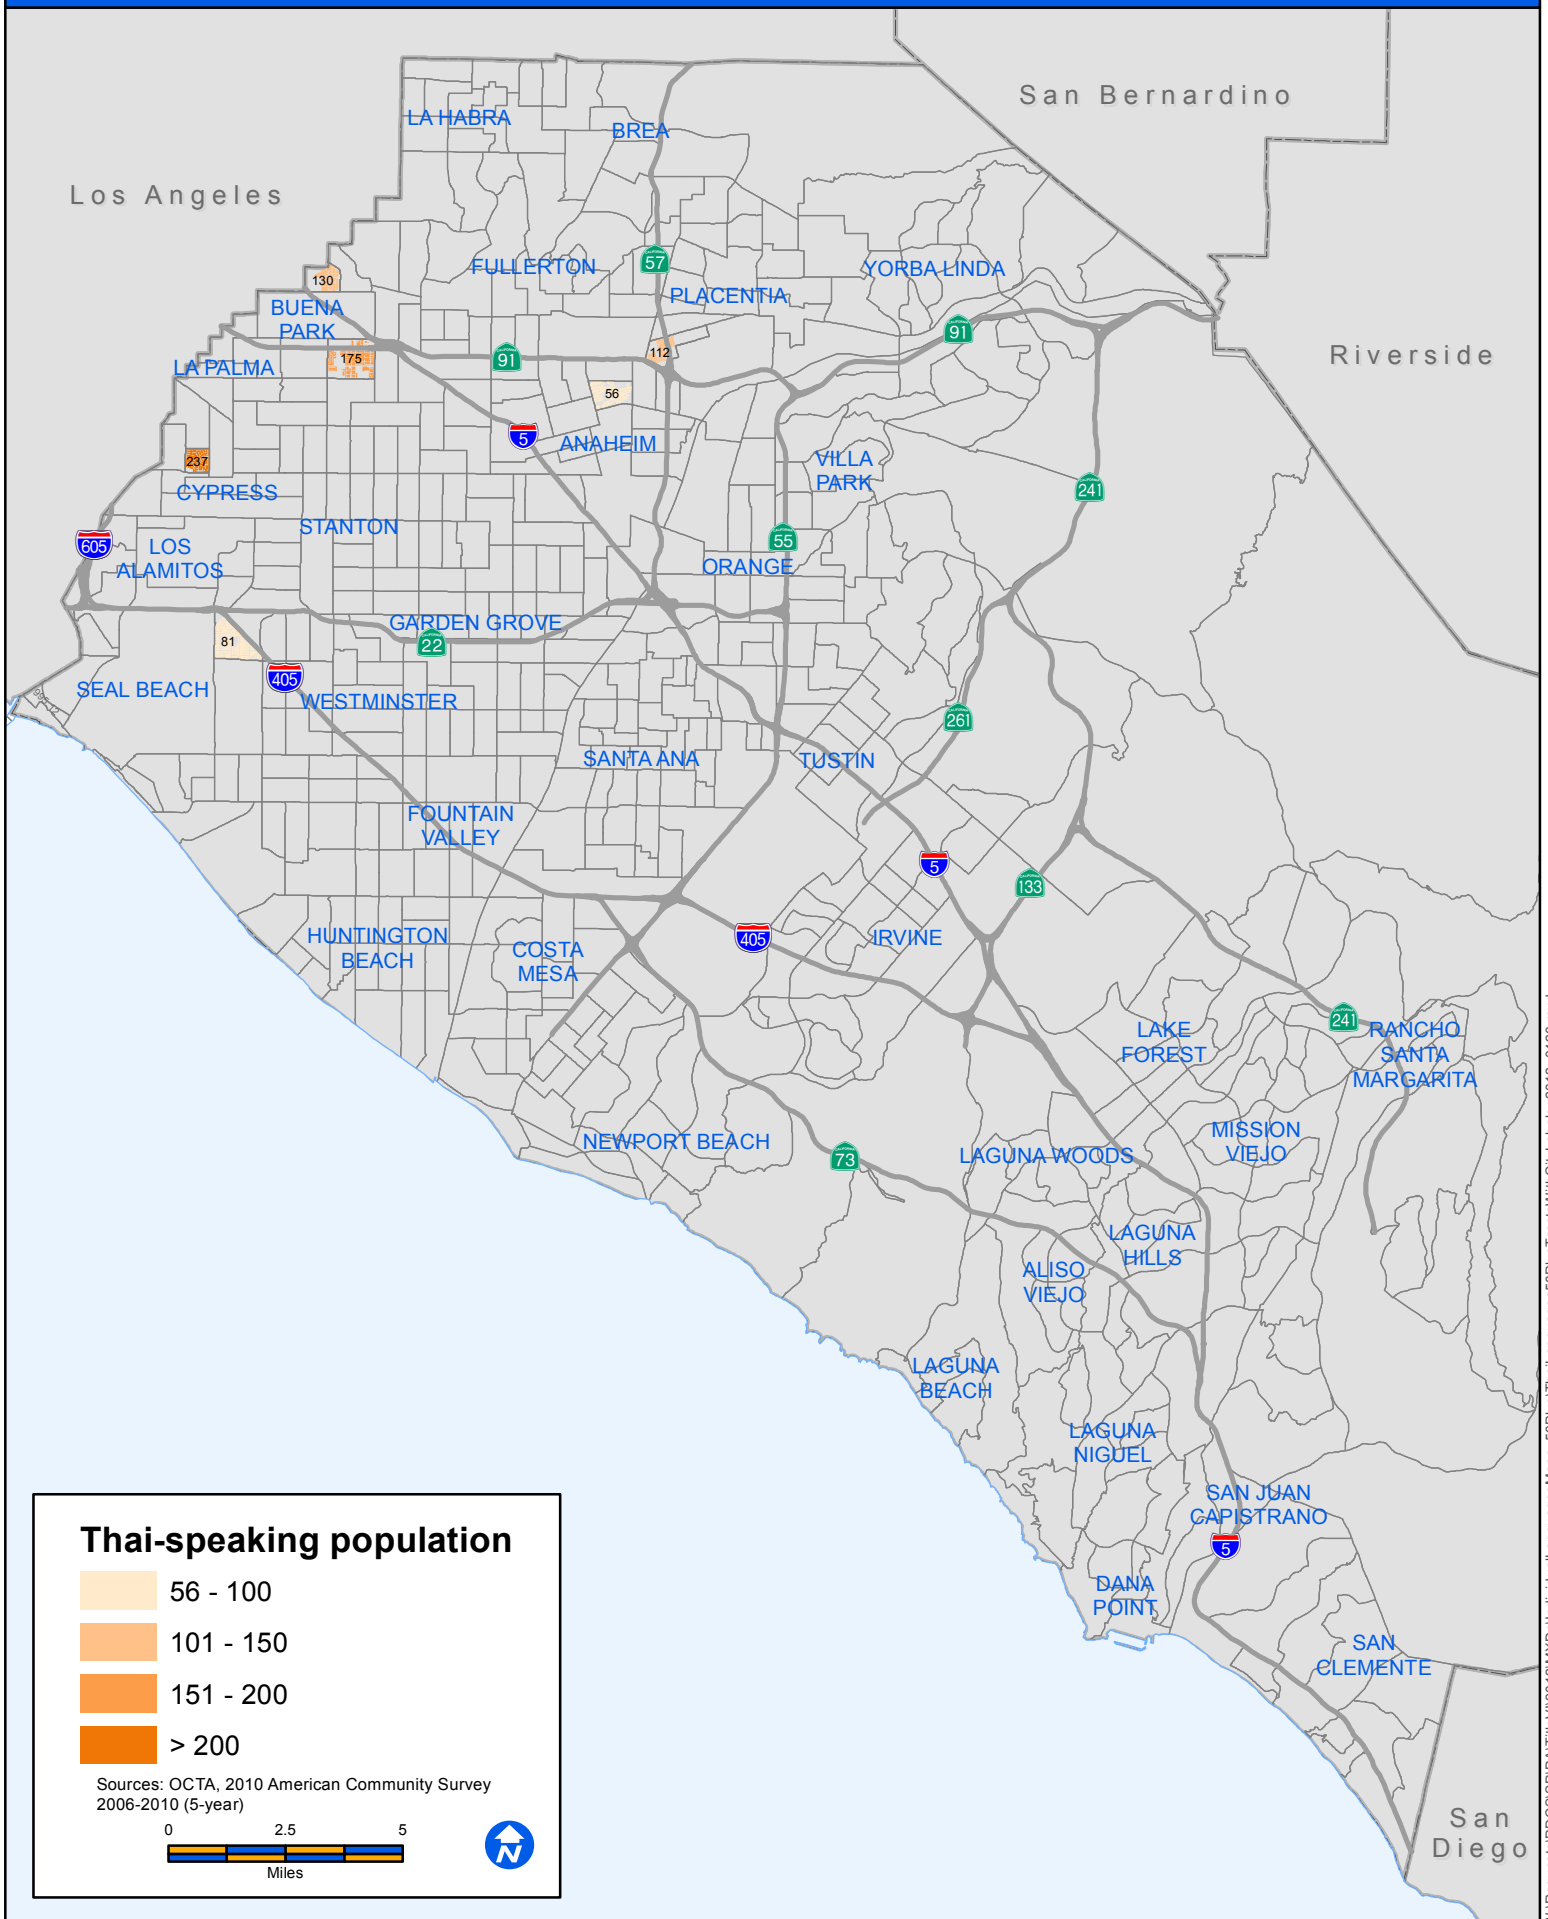 San Bernardino
LA HABRA
BREA
Los Angeles
57
FULLERTON
YORBA LINDA
130
PLACENTIA
BUENA
PARK
91
91
112
175
LA PALMA
Riverside
56
5
ANAHEIM
VILLA
PARK
237
CYPRESS
241
STANTON
605
LOS
ALAMITOS
55
ORANGE
GARDEN GROVE
22
81
405
SEAL BEACH
WESTMINSTER
261
SANTA ANA
TUSTIN
FOUNTAIN
VALLEY
5
133
HUNTINGTON
BEACH
COSTA
MESA
405
IRVINE
241
LAKE
FOREST
RANCHO
SANTA
MARGARITA
NEWPORT BEACH
73
LAGUNA WOODS
MISSION
VIEJO
LAGUNA
HILLS
ALISO
VIEJO
LAGUNA
BEACH
LAGUNA
NIGUEL
SAN JUAN
CAPISTRANO
5
DANA
POINT
SAN
CLEMENTE
San
Diego
Thai-speaking population
56 - 100
101 - 150
151 - 200
> 200
Sources: OCTA, 2010 American Community Survey
2006-2010 (5-year)
0 2.5 5
Miles
N